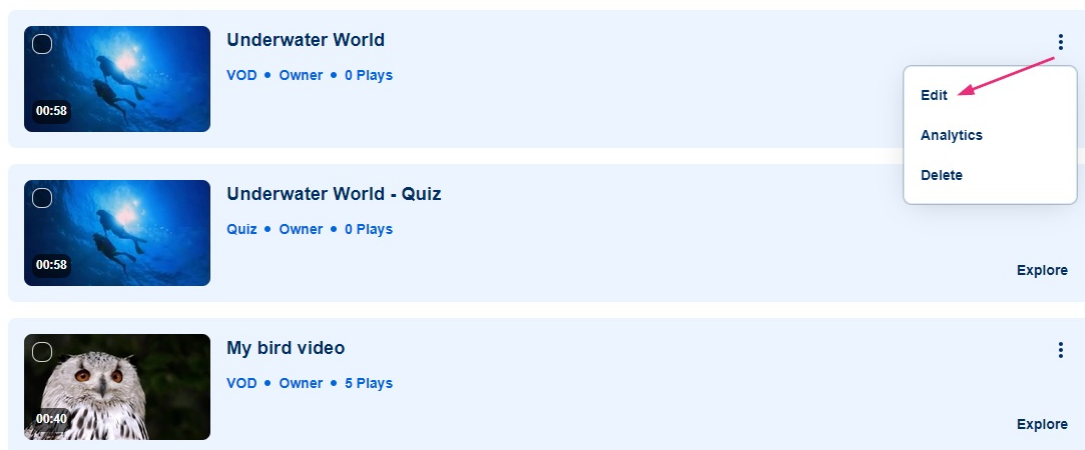 Underwater World
VOD • Owner • 0 Plays
00:58
Edit
Analytics
Delete
Underwater World - Quiz
Quiz • Owner • 0 Plays
00:58
Explore
My bird video
VOD • Owner • 5 Plays
00:40
Explore